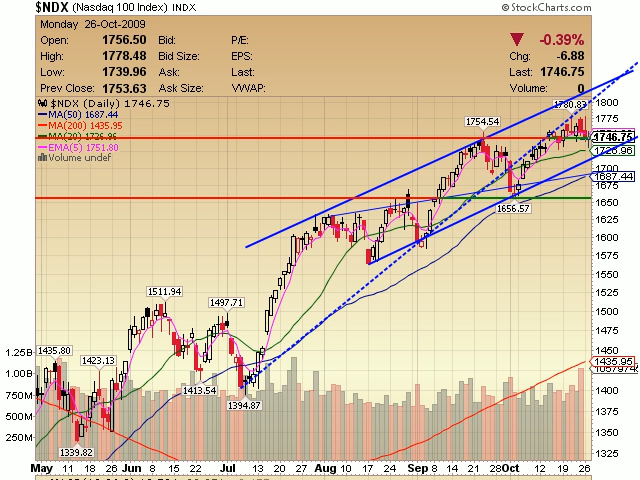 $NDX (Nasdaq 100 Index) INDX
© StockCharts.com
Monday 26-Oct-2009
Open: 1756.50 Bid: P/E: -0.39%
High: 1778.48 Bid Size: EPS: Chg: -6.88
Low: 1739.96 Ask: Last: Last: 1746.75
Prev Close: 1753.63 Ask Size: VWAP: Volume: 0
$NDX (Daily) 1746.75
MA(50) 1687.44
MA(200) 1435.95
MA(20) 1726.96
EMA(5) 1751.80
Volume undef
1780.83
1754.54
1656.57
1511.94
1497.71
1435.80
1423.13
1413.54
1394.87
1339.82
1800
1775
1746.75
1726.96
1700
1687.44
1675
1650
1625
1600
1575
1550
1525
1500
1475
1450
1435.95
1400
1375
1350
1325
1.25B
1.00B
750M
500M
250M
May 11 18 26 Jun 8 15 22 Jul 13 20 27 Aug 10 17 24 Sep 8 14 21 28 Oct 12 19 26